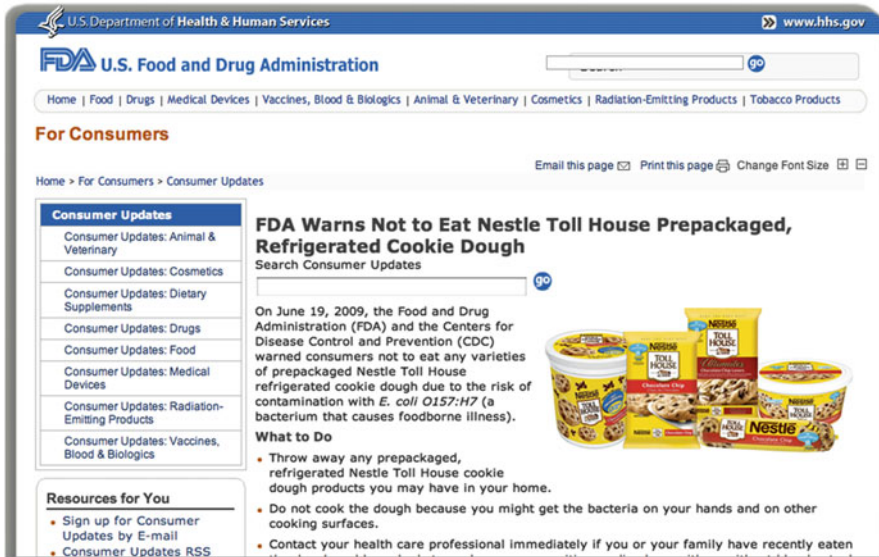 U.S. Department of Health & Human Services
www.hhs.gov
FDA U.S. Food and Drug Administration
go
Home | Food | Drugs | Medical Devices | Vaccines, Blood & Biologics | Animal & Veterinary | Cosmetics | Radiation-Emitting Products | Tobacco Products
For Consumers
Email this page Print this page Change Font Size
Home > For Consumers > Consumer Updates
Consumer Updates
Consumer Updates: Animal &
Veterinary
Consumer Updates: Cosmetics
Consumer Updates: Dietary
Supplements
Consumer Updates: Drugs
Consumer Updates: Food
Consumer Updates: Medical
Devices
Consumer Updates: Radiation-
Emitting Products
Consumer Updates: Vaccines,
Blood & Biologics
Resources for You
• Sign up for Consumer
Updates by E-mail
• Consumer Updates RSS
FDA Warns Not to Eat Nestle Toll House Prepackaged,
Refrigerated Cookie Dough
Search Consumer Updates
go
On June 19, 2009, the Food and Drug
Administration (FDA) and the Centers for
Disease Control and Prevention (CDC)
warned consumers not to eat any varieties
of prepackaged Nestle Toll House
refrigerated cookie dough due to the risk of
contamination with E. coli O157:H7 (a
bacterium that causes foodborne illness).
What to Do
• Throw away any prepackaged,
refrigerated Nestle Toll House cookie
dough products you may have in your home.
• Do not cook the dough because you might get the bacteria on your hands and on other
cooking surfaces.
• Contact your health care professional immediately if you or your family have recently eaten
Nestle
TOLL
HOUSE
Chocolate Chip
Nestle
TOLL
HOUSE
Nestle
TOLL
HOUSE
TOLL
HOUSE
Nestle
Chocolate Chip